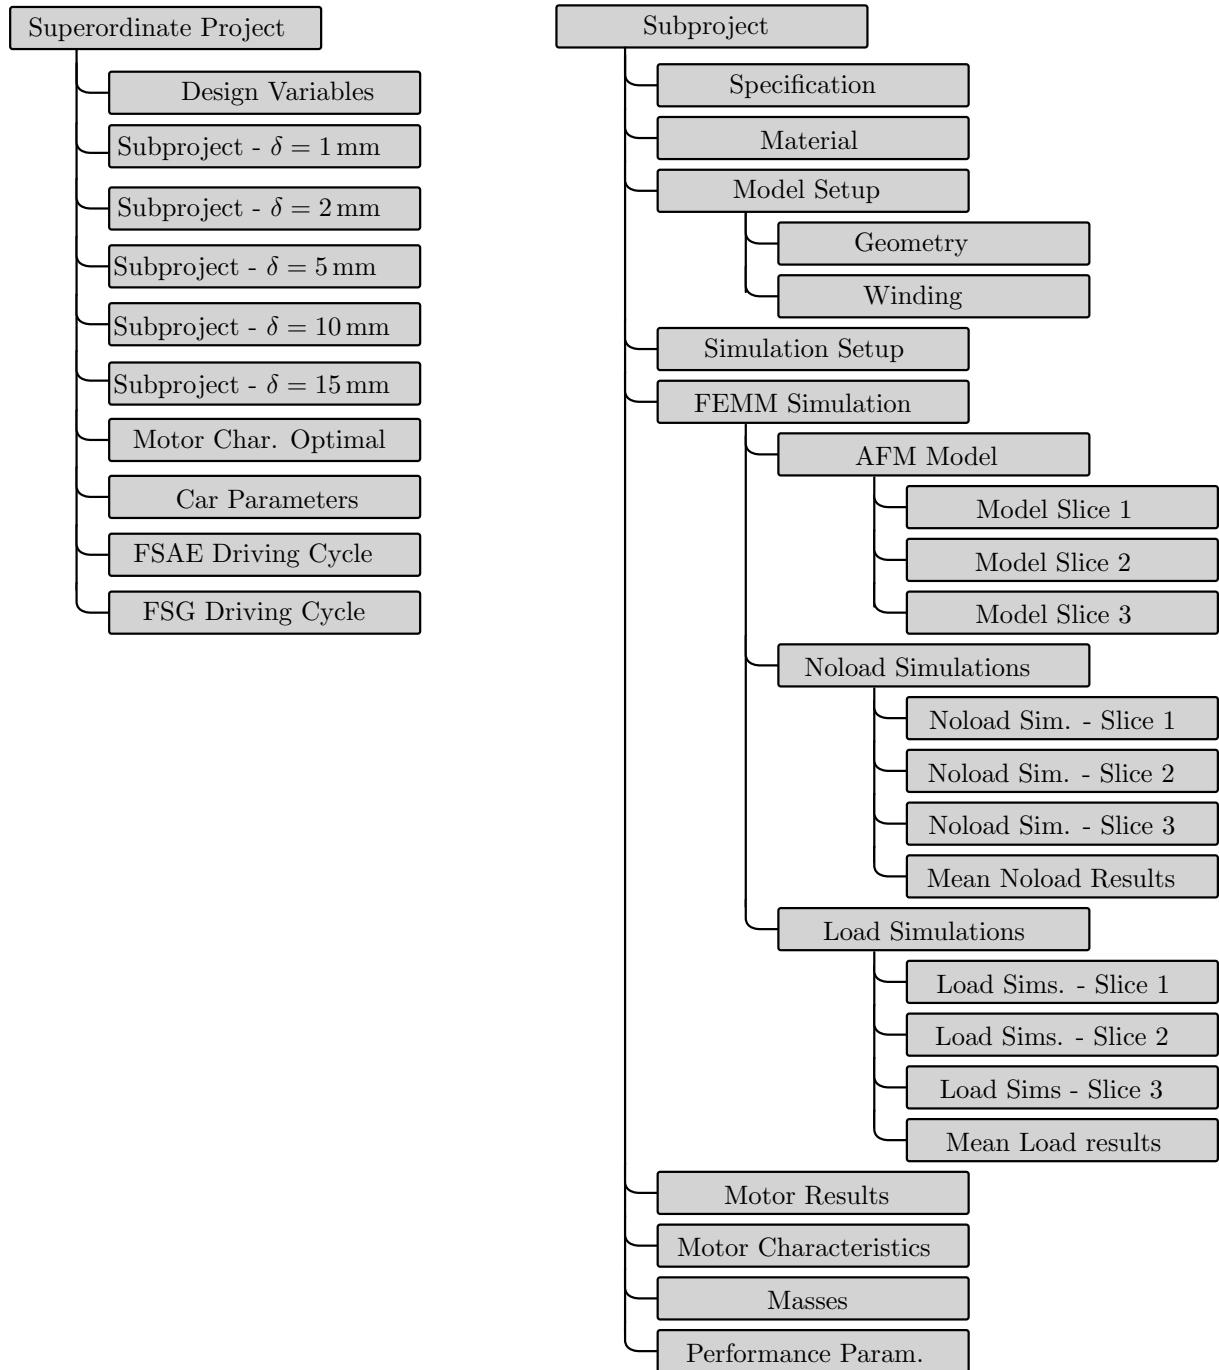 Superordinate Project
Design Variables
Subproject - δ = 1 mm
Subproject - δ = 2 mm
Subproject - δ = 5 mm
Subproject - δ = 10 mm
Subproject - δ = 15 mm
Motor Char. Optimal
Car Parameters
FSAE Driving Cycle
FSG Driving Cycle
Subproject
Specification
Material
Model Setup
Geometry
Winding
Simulation Setup
FEMM Simulation
AFM Model
Model Slice 1
Model Slice 2
Model Slice 3
Noload Simulations
Noload Sim. - Slice 1
Noload Sim. - Slice 2
Noload Sim. - Slice 3
Mean Noload Results
Load Simulations
Load Sims. - Slice 1
Load Sims. - Slice 2
Load Sims - Slice 3
Mean Load results
Motor Results
Motor Characteristics
Masses
Performance Param.